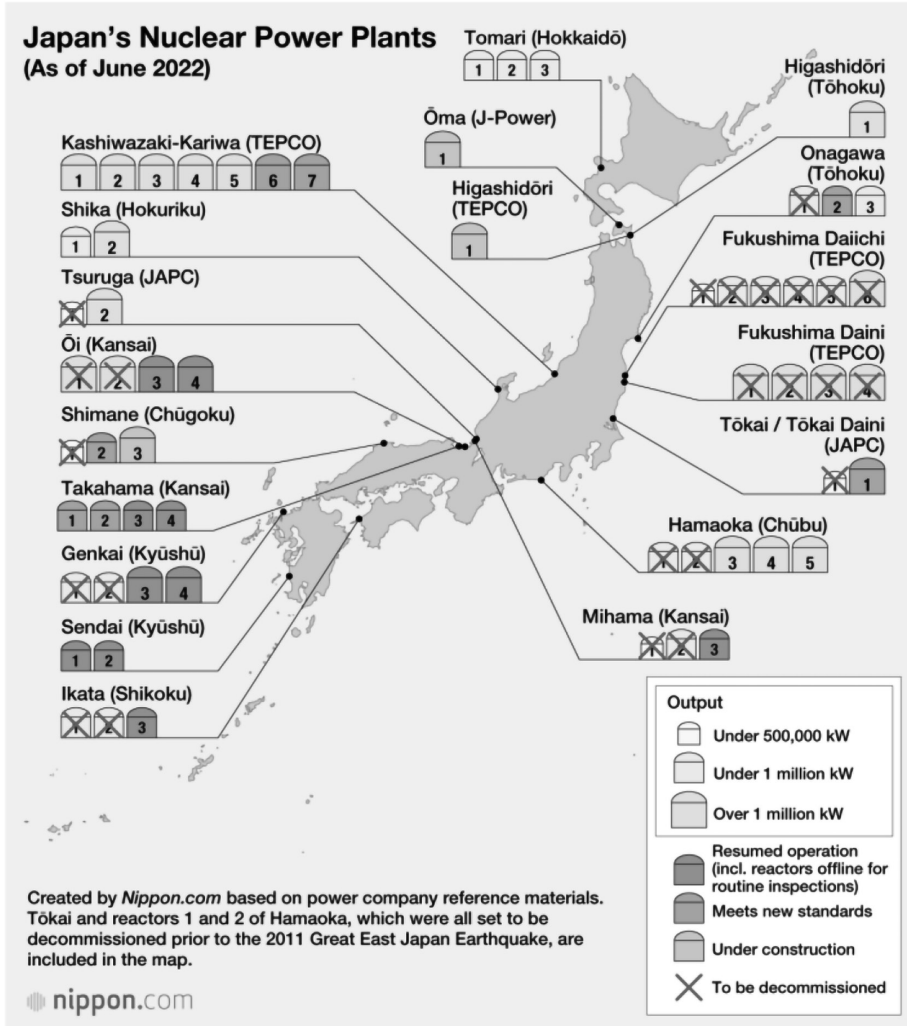 Japan's Nuclear Power Plants
(As of June 2022)
Tomari (Hokkaidō)
1 2 3
Higashidōri
(Tōhoku)
1
Ōma (J-Power)
1
Kashiwazaki-Kariwa (TEPCO)
1 2 3 4 5 6 7
Onagawa
(Tōhoku)
1 2 3
Higashidōri
(TEPCO)
1
Shika (Hokuriku)
1 2
Fukushima Daiichi
(TEPCO)
1 2 3 4 5 6
Tsuruga (JAPC)
1 2
Fukushima Daini
(TEPCO)
1 2 3 4
Ōi (Kansai)
1 2 3 4
Shimane (Chūgoku)
1 2 3
Tōkai / Tōkai Daini
(JAPC)
1 1
Takahama (Kansai)
1 2 3 4
Hamaoka (Chūbu)
1 2 3 4 5
Genkai (Kyūshū)
1 2 3 4
Mihama (Kansai)
1 2 3
Sendai (Kyūshū)
1 2
Ikata (Shikoku)
1 2 3
Output
Under 500,000 kW
Under 1 million kW
Over 1 million kW
Resumed operation
(incl. reactors offline for
routine inspections)
Meets new standards
Under construction
To be decommissioned
Created by Nippon.com based on power company reference materials.
Tōkai and reactors 1 and 2 of Hamaoka, which were all set to be
decommissioned prior to the 2011 Great East Japan Earthquake, are
included in the map.
nippon.com